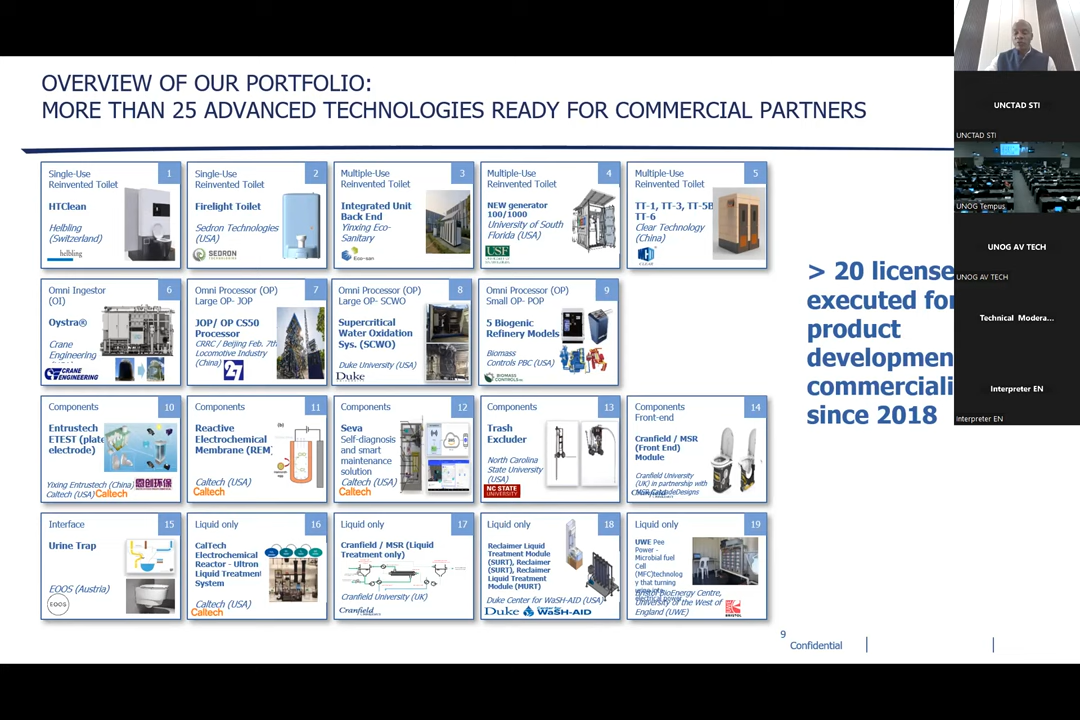 OVERVIEW OF OUR PORTFOLIO:
MORE THAN 25 ADVANCED TECHNOLOGIES READY FOR COMMERCIAL PARTNERS
Single-Use
Reinvented Toilet
1
HTClean
Helbling
(Switzerland)
helbling
Single-Use
Reinvented Toilet
2
Firelight Toilet
Sedron Technologies
(USA)
SEDRON
Multiple-Use
Reinvented Toilet
3
Integrated Unit
Back End
Yinxing Eco-
Sanitary
Eco-san
Multiple-Use
Reinvented Toilet
4
NEW generator
100/1000
University of South
Florida (USA)
USF
Multiple-Use
Reinvented Toilet
5
TT-1, TT-3, TT-5B
TT-6
Clear Technology
(China)
CLEAR
Omni Ingestor
(OI)
6
Oystra®
Crane
Engineering
CRANE
ENGINEERING
Omni Processor (OP)
Large OP- JOP
7
JOP/ OP CS50
Processor
CRRC / Beijing Feb. 7th
Locomotive Industry
(China)
27
Omni Processor (OP)
Large OP- SCWO
8
Supercritical
Water Oxidation
Sys. (SCWO)
Duke University (USA)
Duke
Omni Processor (OP)
Small OP- POP
9
5 Biogenic
Refinery Models
Biomass
Controls PBC (USA)
BIOMASS
CONTROLS
Components
10
Entrustech
ETEST (plate
electrode)
Yixing Entrustech (China)
Caltech (USA)
Caltech
Components
11
Reactive
Electrochemical
Membrane (REM)
(b)
Caltech (USA)
Caltech
Components
12
Seva
Self-diagnosis
and smart
maintenance
solution
Caltech (USA)
Caltech
Components
13
Trash
Excluder
North Carolina
State University
(USA)
NC STATE
UNIVERSITY
Components
Front-end
14
Cranfield / MSR
(Front End)
Module
Cranfield University
(UK) in partnership with
Interface
15
Urine Trap
EOOS (Austria)
EOOS
Liquid only
16
CalTech
Electrochemical
Reactor - Ultron
Liquid Treatment
System
Caltech (USA)
Caltech
Liquid only
17
Cranfield / MSR (Liquid
Treatment only)
Cranfield University (UK)
Cranfield
Liquid only
18
Reclaimer Liquid
Treatment Module
(SURT), Reclaimer
(SURT), Reclaimer
Liquid Treatment
Module (MURT)
Duke Center for WaSH-AID (USA)
Duke
WaSH-AID
Liquid only
19
UWE Pee
Power -
Microbial fuel
Cell
(MFC)technolog
y that turning
Bristol BioEnergy Centre,
University of the West of
England (UWE)
BRISTOL
> 20 license
executed for
product
developmen
commerciali
since 2018
9
Confidential
UNCTAD STI
UNCTAD STI
UNOG Tempus
UNOG AV TECH
UNOG AV TECH
Technical Modera...
Interpreter EN
Interpreter EN